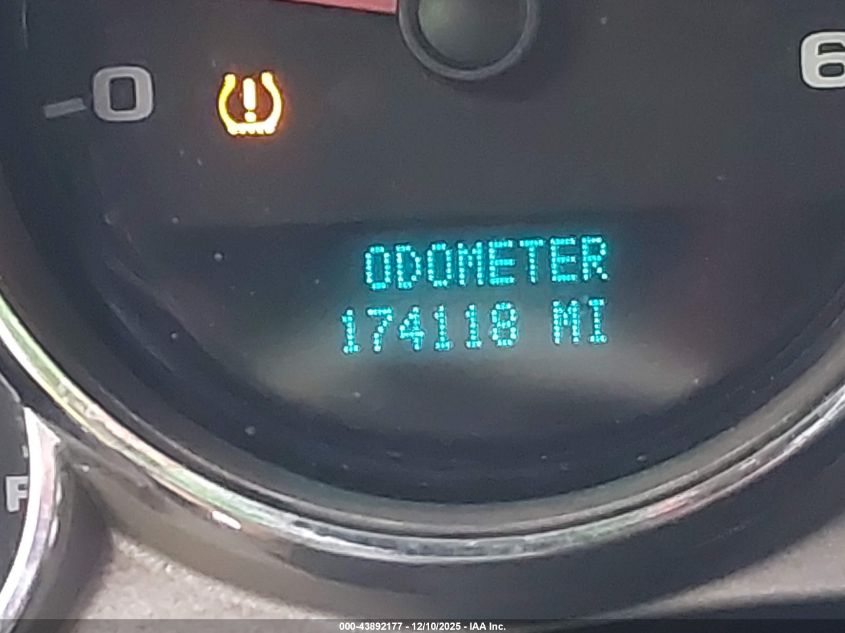 0
6
ODOMETER
174118 MI
F
000-43892177 - 12/10/2025 - IAA Inc.